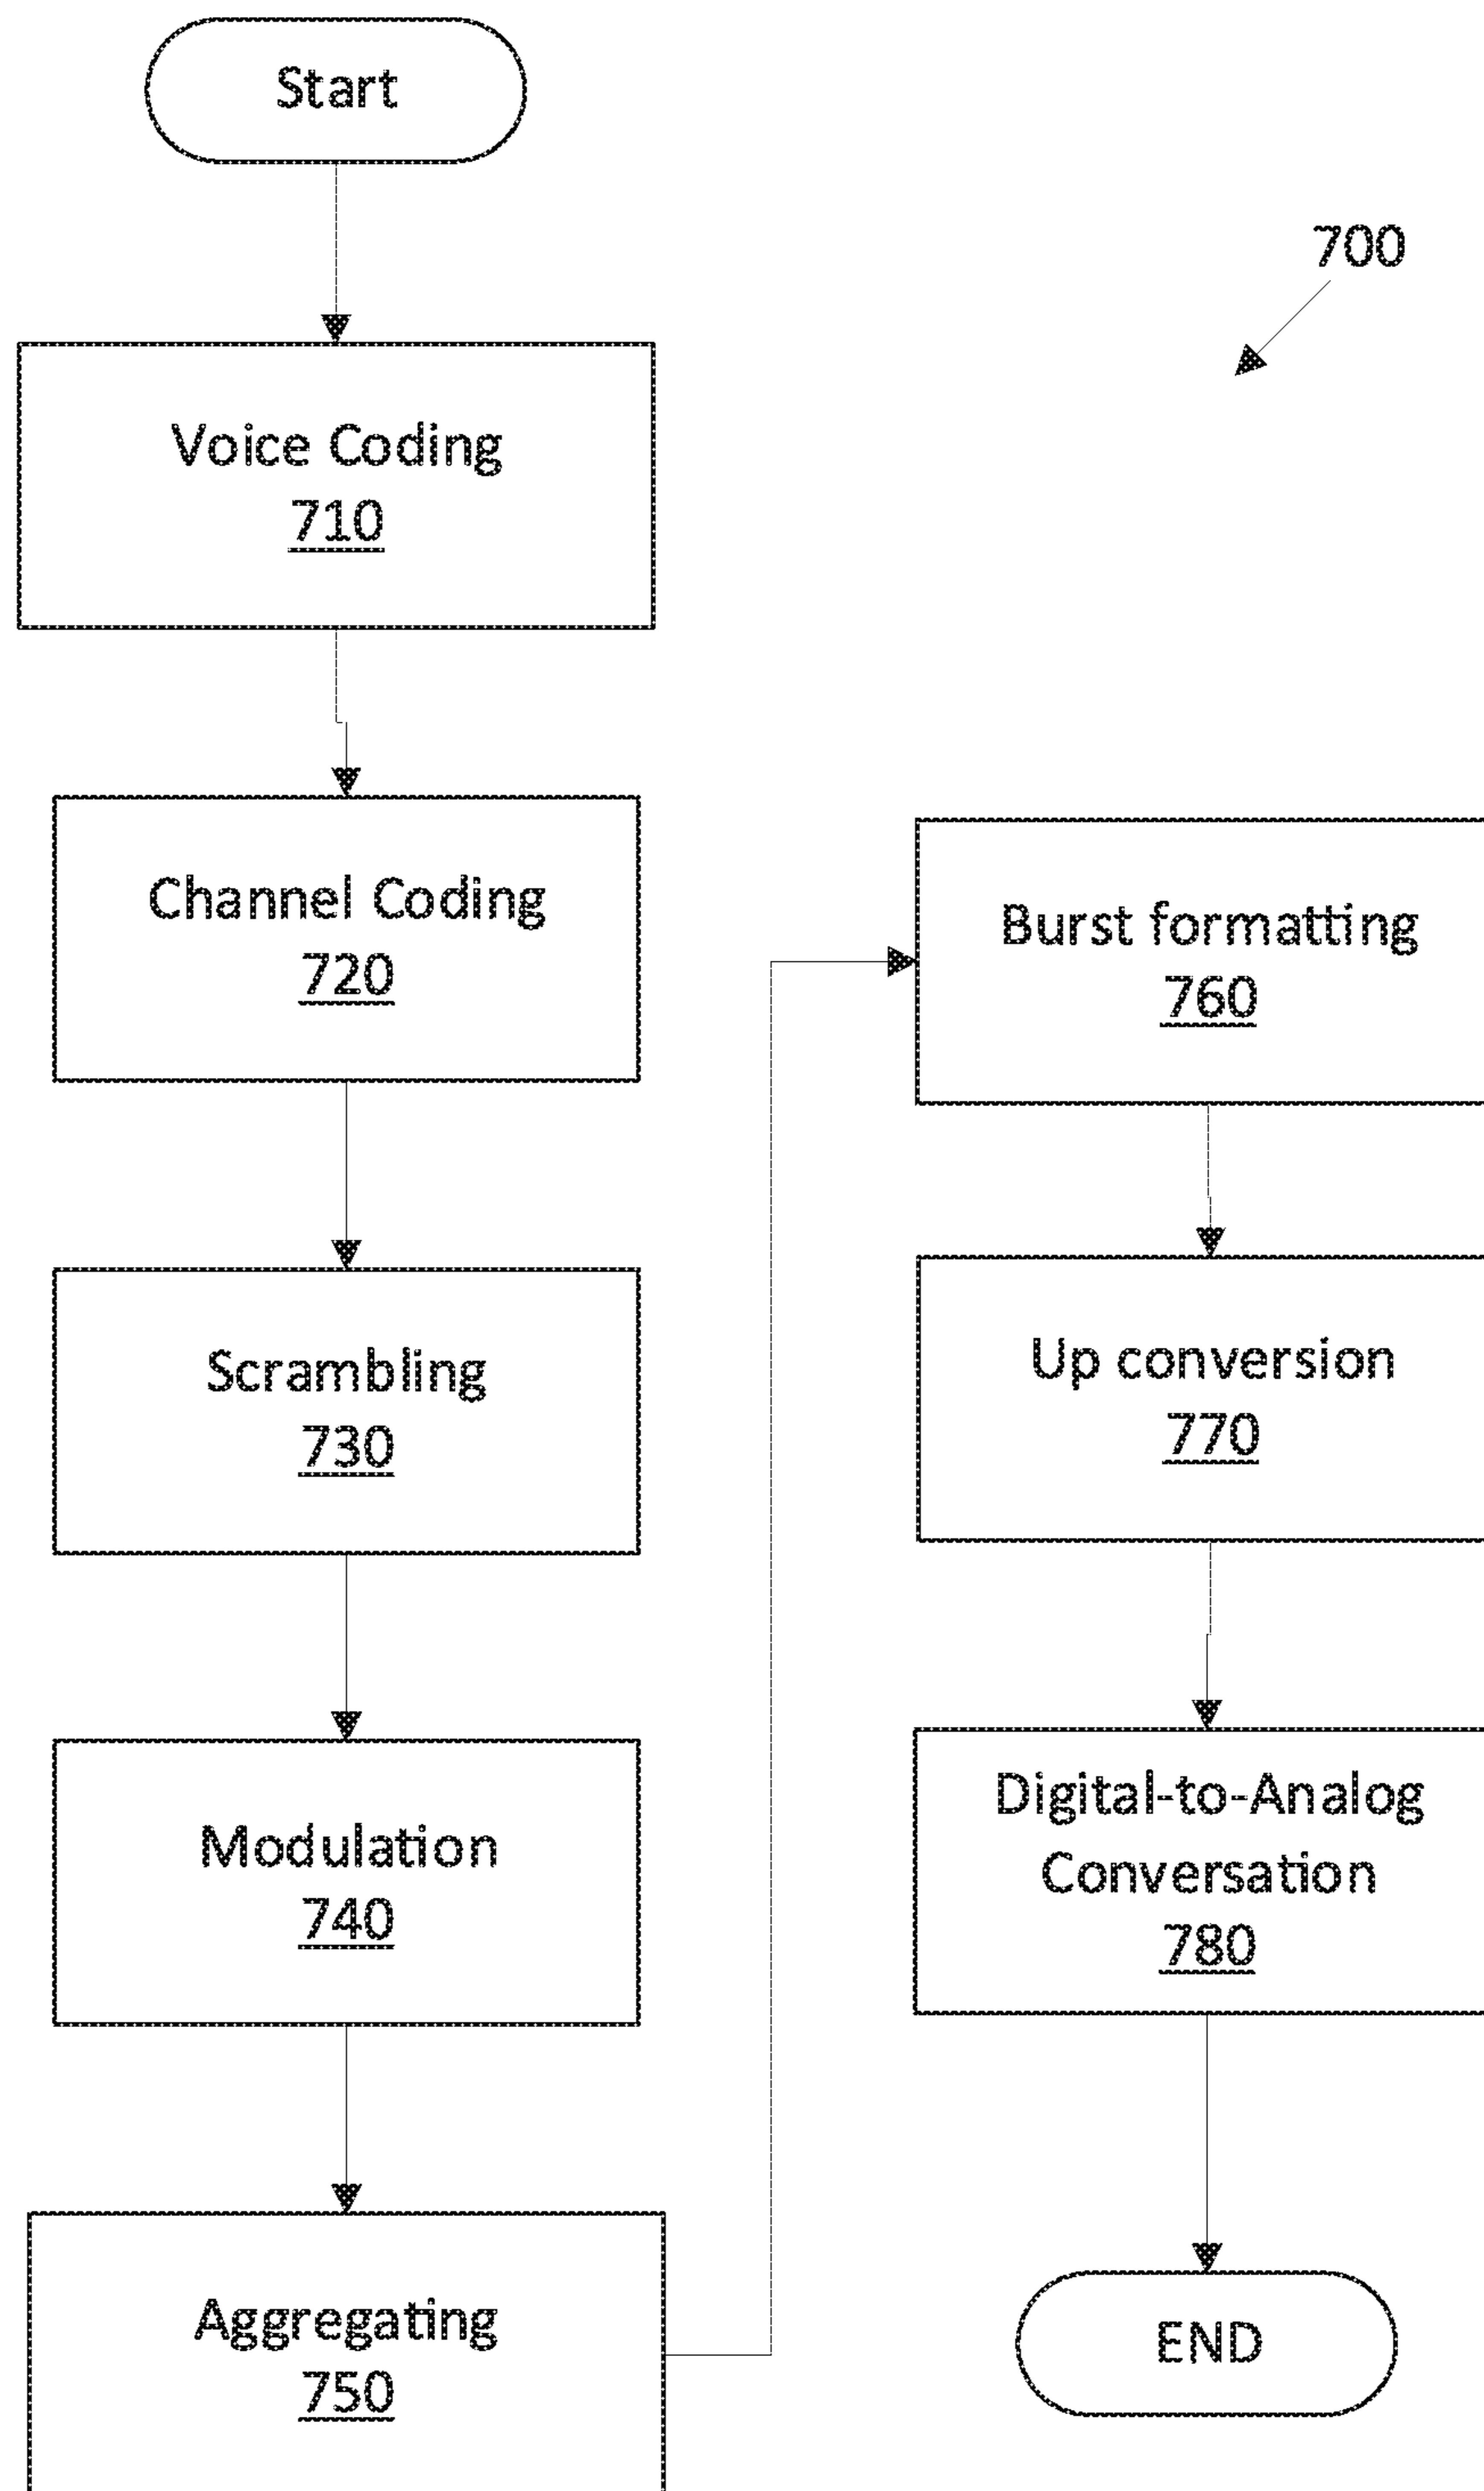 Start
700
Voice Coding
710
Channel Coding
720
Scrambling
730
Modulation
740
Aggregating
750
Burst formatting
760
Up conversion
770
Digital-to-Analog
Conversation
780
END